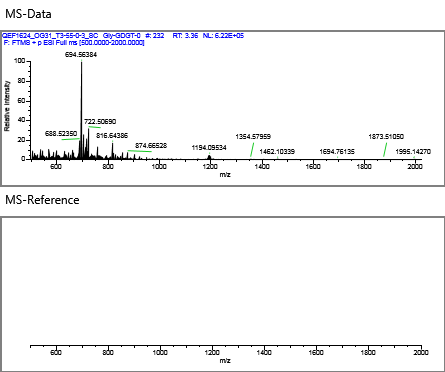 MS-Data
QEF1624_OG31_T3-55-0-3_SC Gly-GDGT-0 #: 232 RT: 3.36 NL: 6.22E+05
F: FTMS + p ESI Full ms [500.0000-2000.0000]
694.56384
100
80
60
40
20
0
Relative Intensity
722.50690
688.52350
816.64386
874.66528
1194.09534
1354.57959
1462.10339
1694.76135
1873.51050
1995.14270
600 800 1000 1200 1400 1600 1800 2000
m/z
MS-Reference
600 800 1000 1200 1400 1600 1800 2000
m/z